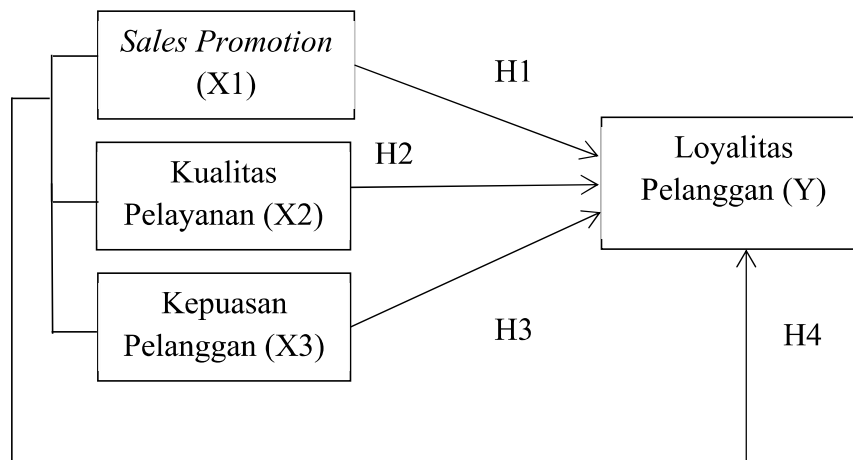 Sales Promotion
(X1)
H1
Kualitas
Pelayanan (X2)
H2
Loyalitas
Pelanggan (Y)
Kepuasan
Pelanggan (X3)
H3
H4